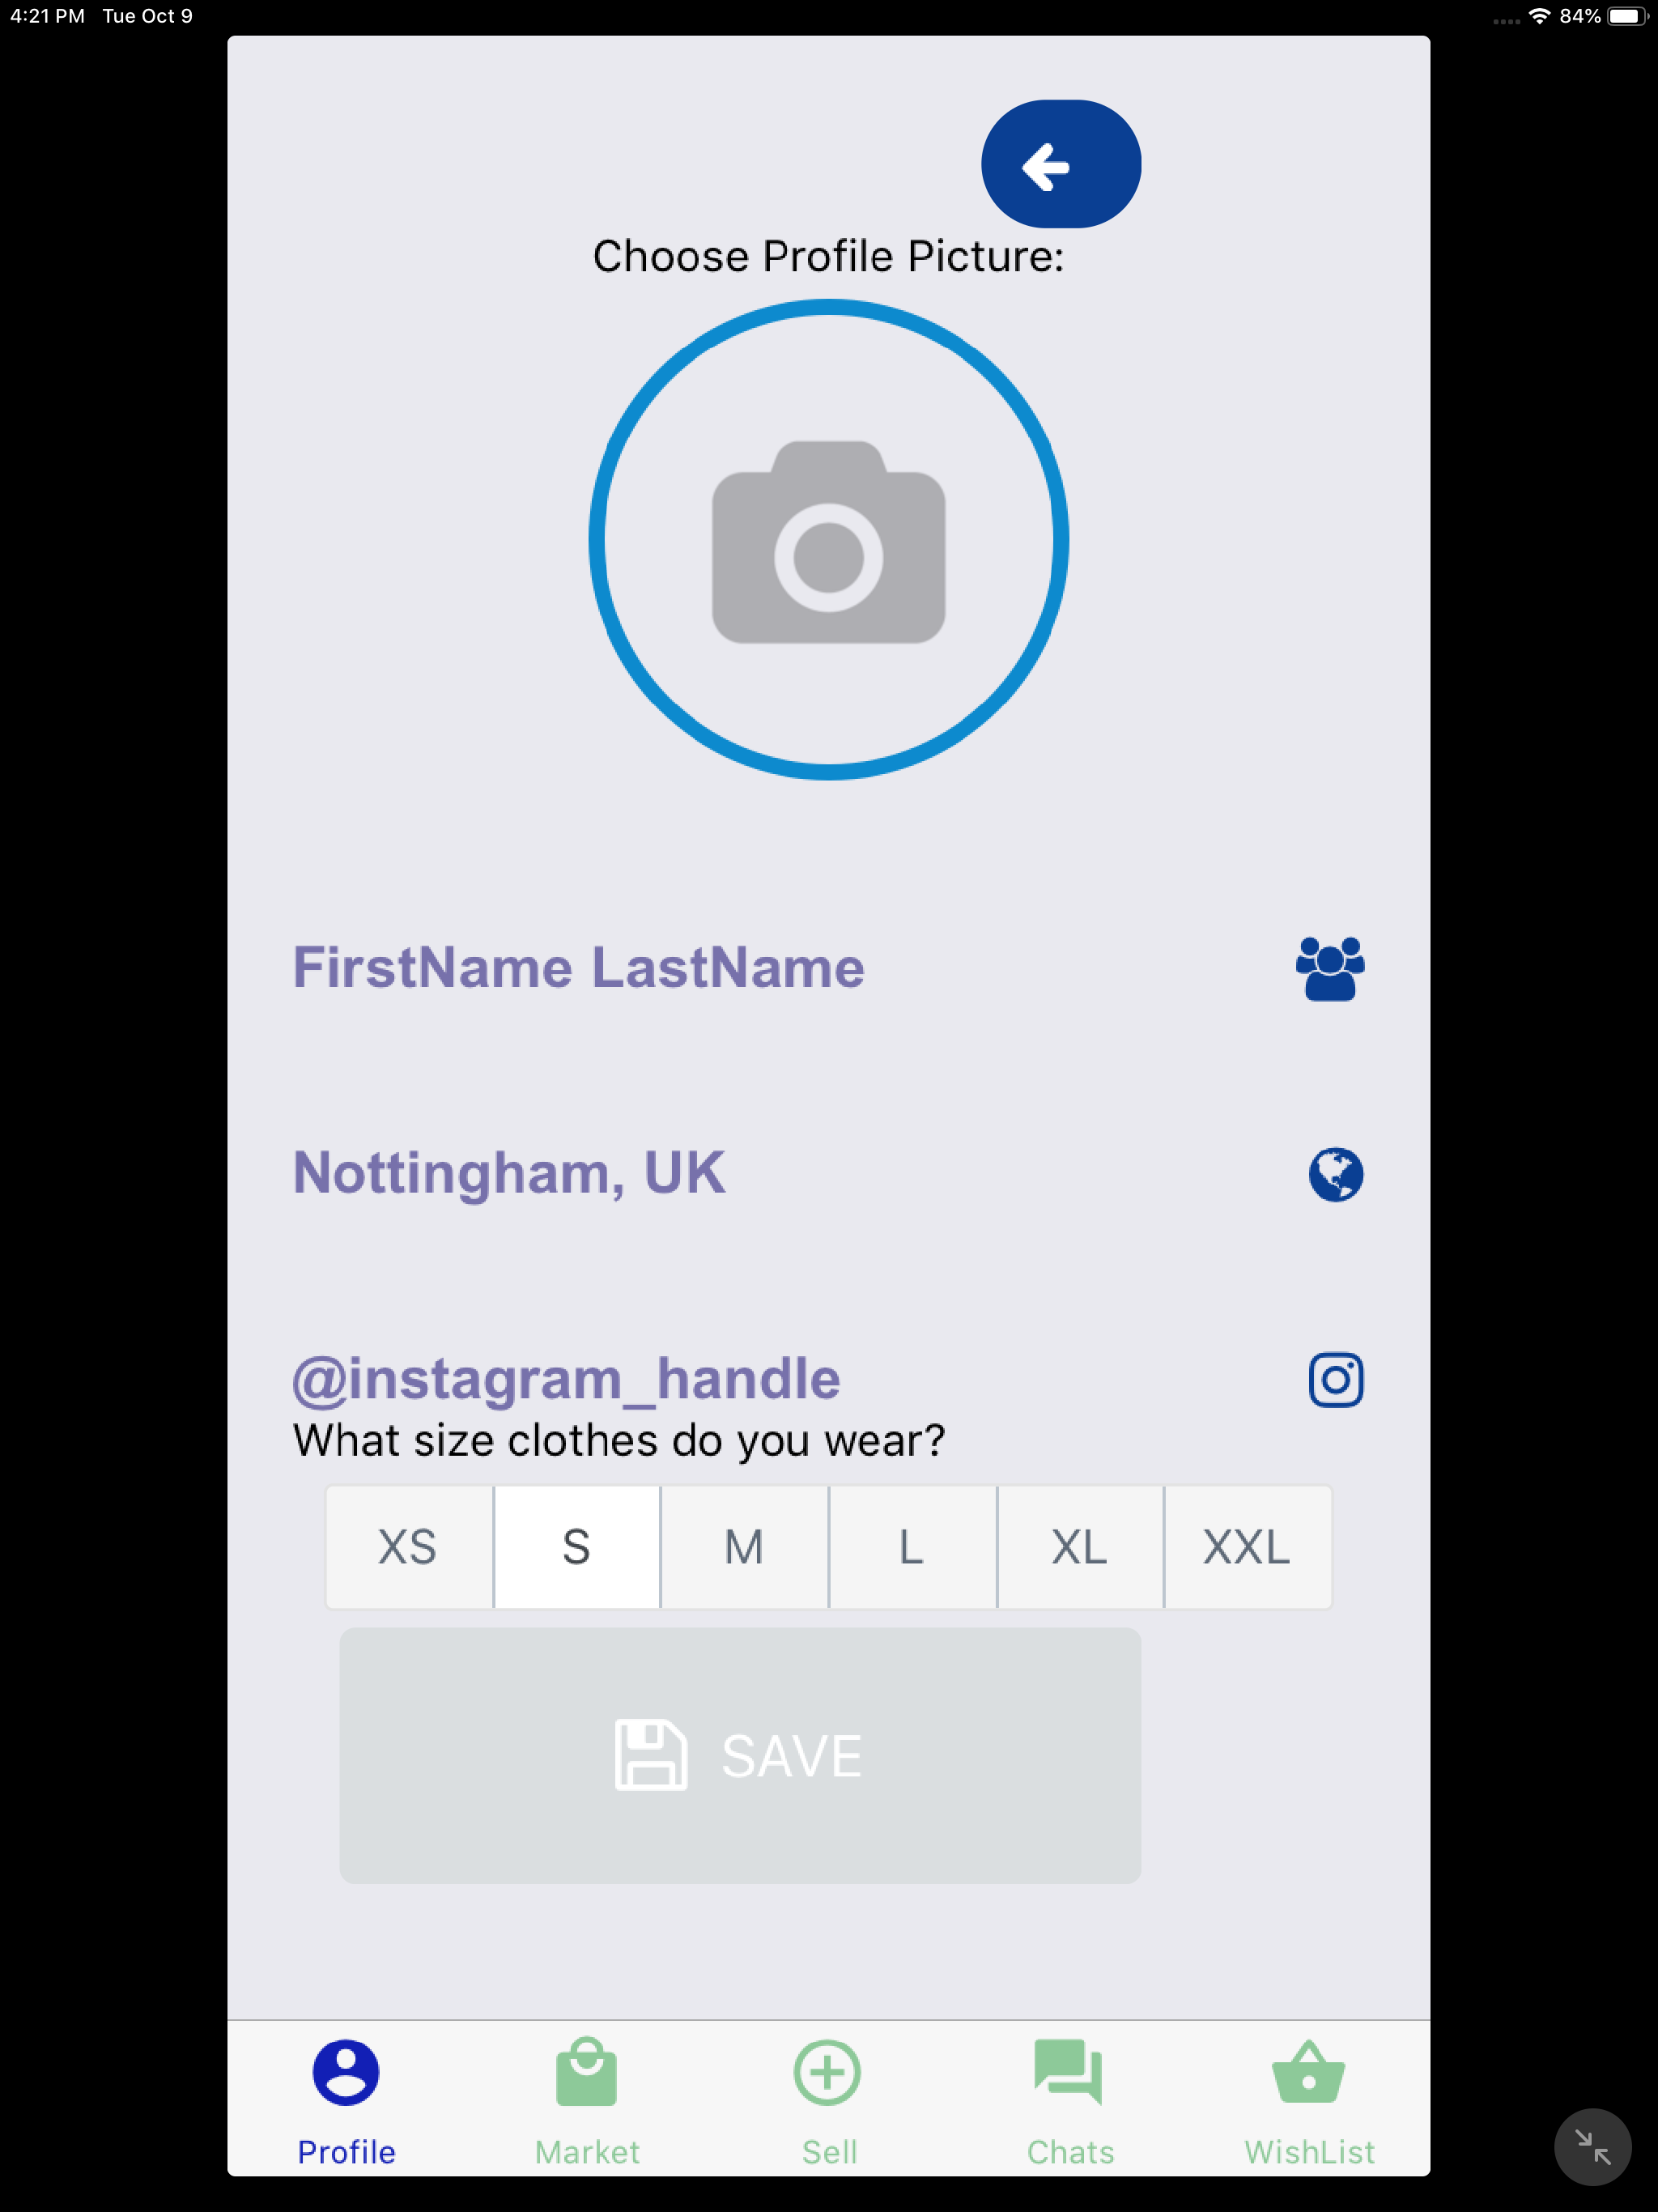 4:21 PM Tue Oct 9 84%
Choose Profile Picture:
FirstName LastName
Nottingham, UK
@instagram_handle
What size clothes do you wear?
XS S M L XL XXL
SAVE
Profile Market Sell Chats WishList